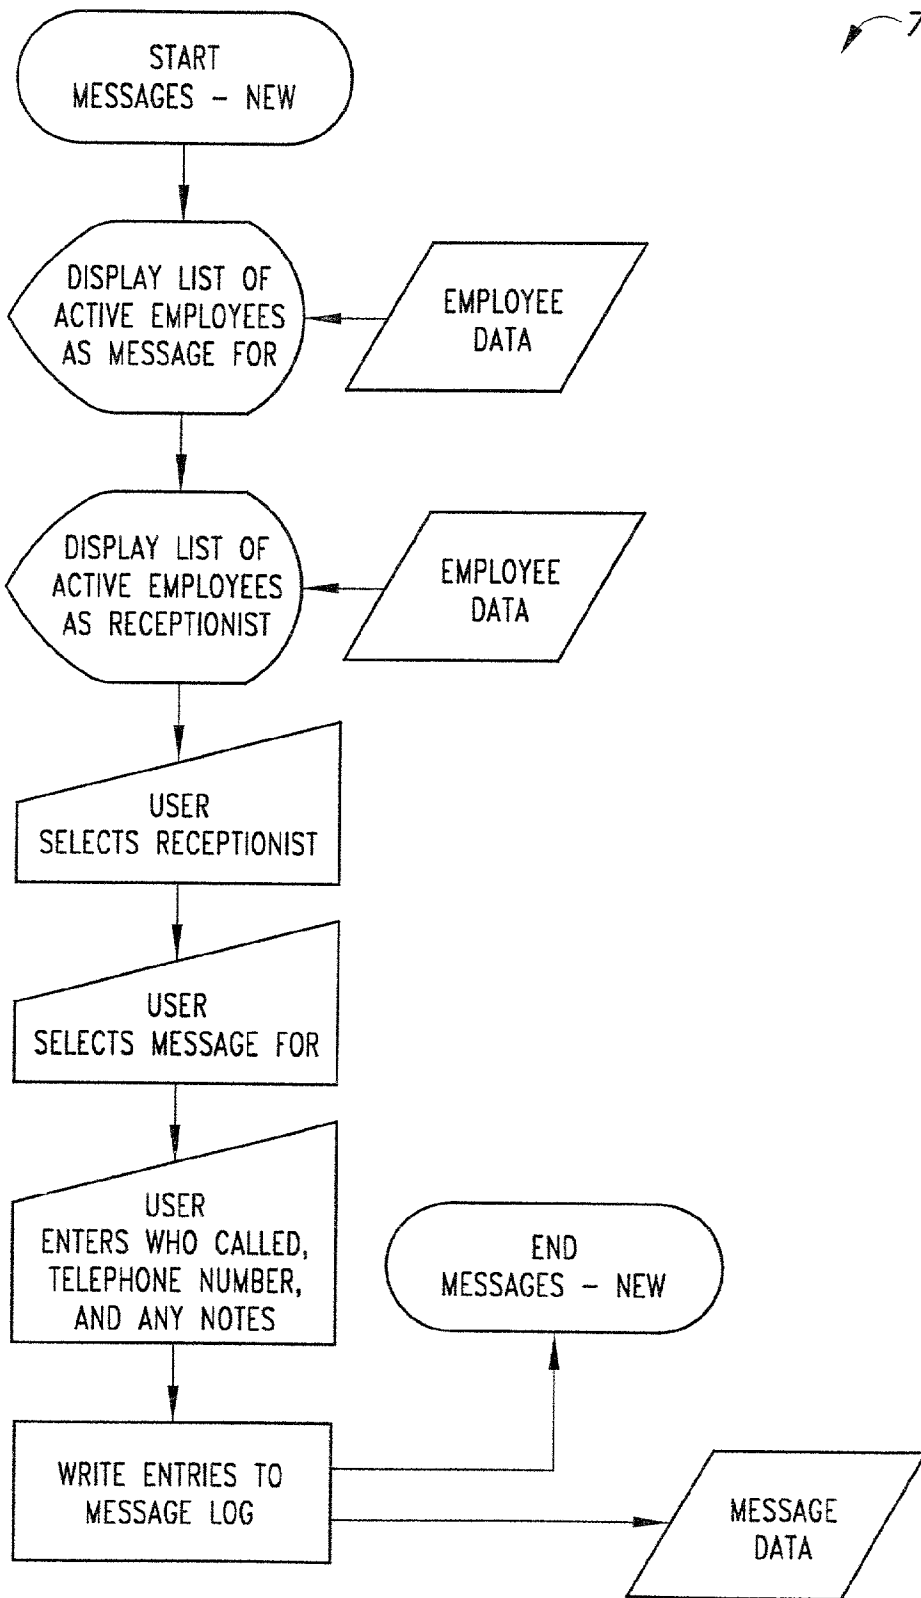 START
MESSAGES – NEW
DISPLAY LIST OF
ACTIVE EMPLOYEES
AS MESSAGE FOR
EMPLOYEE
DATA
DISPLAY LIST OF
ACTIVE EMPLOYEES
AS RECEPTIONIST
EMPLOYEE
DATA
USER
SELECTS RECEPTIONIST
USER
SELECTS MESSAGE FOR
USER
ENTERS WHO CALLED,
TELEPHONE NUMBER,
AND ANY NOTES
END
MESSAGES – NEW
WRITE ENTRIES TO
MESSAGE LOG
MESSAGE
DATA